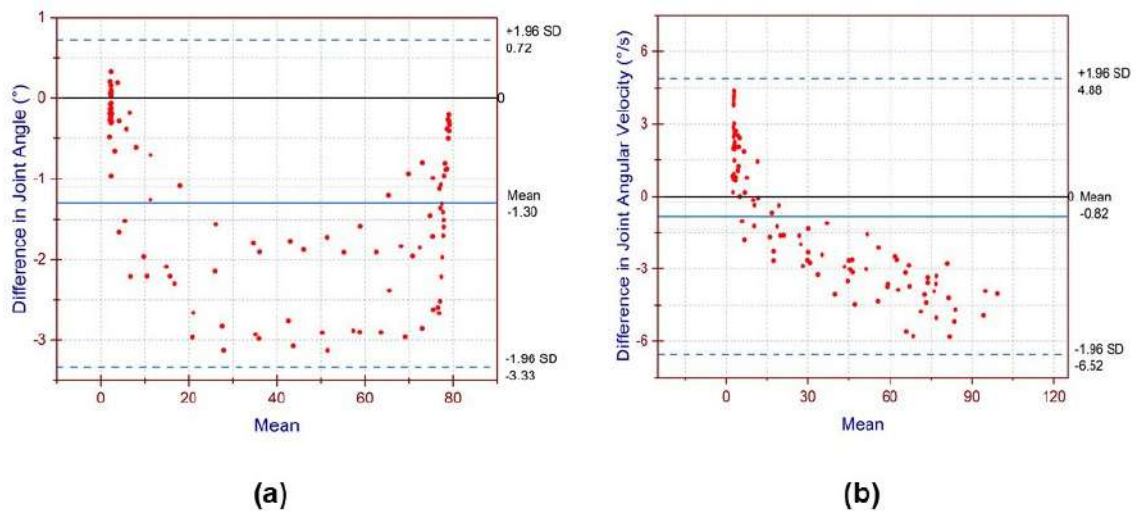 1
0
-1
-2
-3
0
20
40
60
80
Difference in Joint Angle (°)
Mean
+1.96 SD
0.72
0
Mean
-1.30
-1.96 SD
-3.33
(a)
6
3
0
-3
-6
0
30
60
90
120
Difference in Joint Angular Velocity (°/s)
Mean
+1.96 SD
4.88
0
Mean
-0.82
-1.96 SD
-6.52
(b)